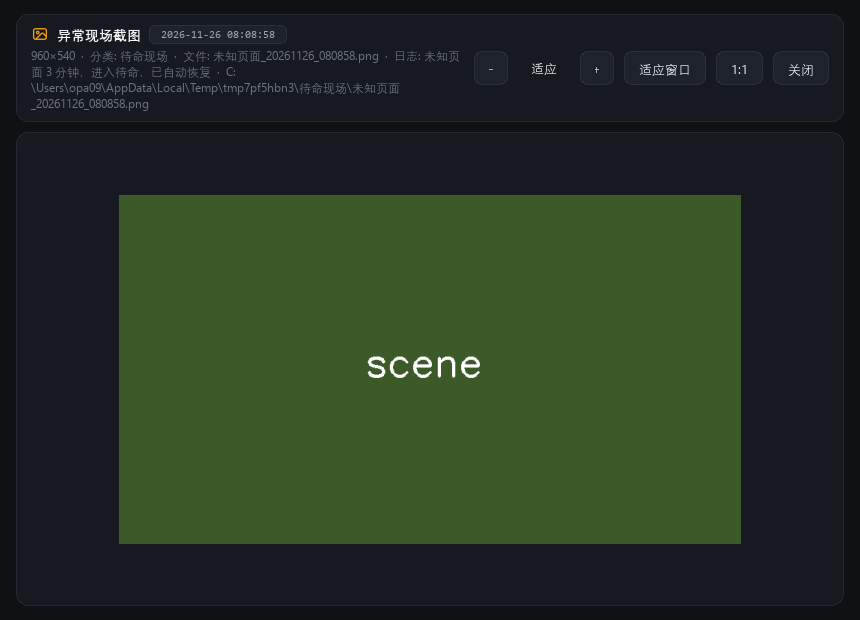 异常现场截图 2026-11-26 08:08:58
960×540 · 分类: 待命现场 · 文件: 未知页面_20261126_080858.png · 日志: 未知页
面 3 分钟，进入待命，已自动恢复 · C:
\Users\opa09\AppData\Local\Temp\tmp7pf5hbn3\待命现场\未知页面
_20261126_080858.png
- 适应 + 适应窗口 1:1 关闭
scene